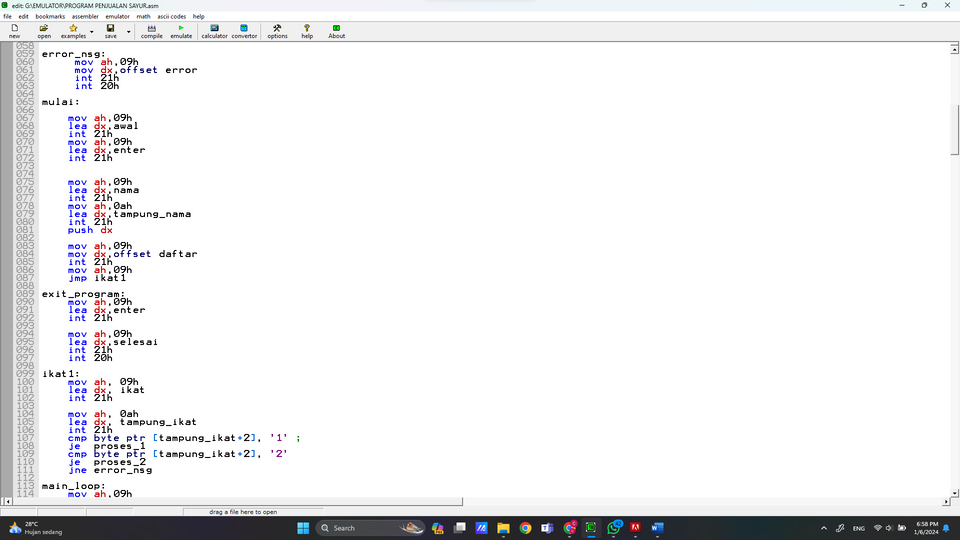 edit: G:\EMULATOR\PROGRAM PENJUALAN SAYUR.asm
file edit bookmarks assembler emulator math ascii codes help
new open examples save compile emulate calculator convertor options help About
058
059 error_nsg:
060 mov ah,09h
061 mov dx,offset error
062 int 21h
063 int 20h
064
065 mulai:
066
067 mov ah,09h
068 lea dx,awal
069 int 21h
070 mov ah,09h
071 lea dx,enter
072 int 21h
073
074
075 mov ah,09h
076 lea dx,nama
077 int 21h
078 mov ah,0ah
079 lea dx,tampung_nama
080 int 21h
081 push dx
082
083 mov ah,09h
084 mov dx,offset daftar
085 int 21h
086 mov ah,09h
087 jmp ikat1
088
089 exit_program:
090 mov ah,09h
091 lea dx,enter
092 int 21h
093
094 mov ah,09h
095 lea dx,selesai
096 int 21h
097 int 20h
098
099 ikat1:
100 mov ah, 09h
101 lea dx, ikat
102 int 21h
103
104 mov ah, 0ah
105 lea dx, tampung_ikat
106 int 21h
107 cmp byte ptr [tampung_ikat+2], '1' ;
108 je proses_1
109 cmp byte ptr [tampung_ikat+2], '2'
110 je proses_2
111 jne error_nsg
112
113 main_loop:
114 mov ah,09h
drag a file here to open
28°C
Hujan sedang
Search
ENG
6:58 PM
1/6/2024